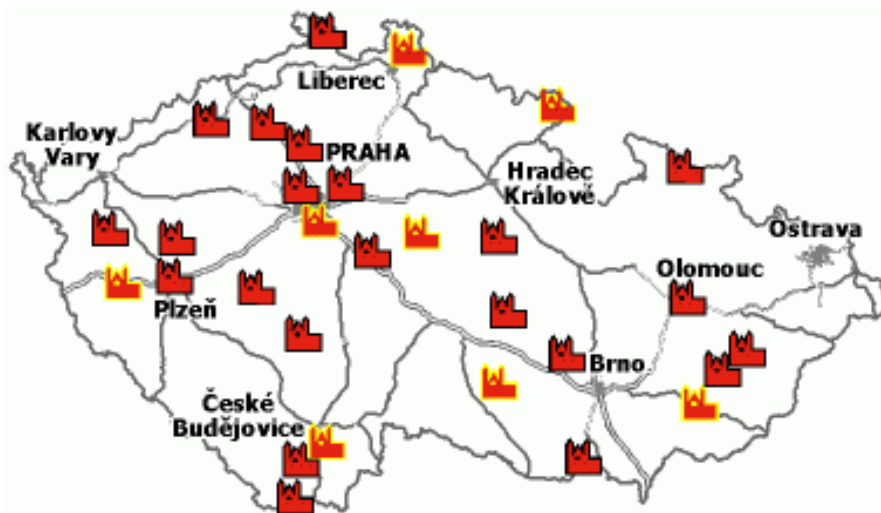 Liberec
Karlovy
Vary
PRAHA
Hradec
Králové
Ostrava
Olomouc
Plzeň
Brno
České
Budějovice